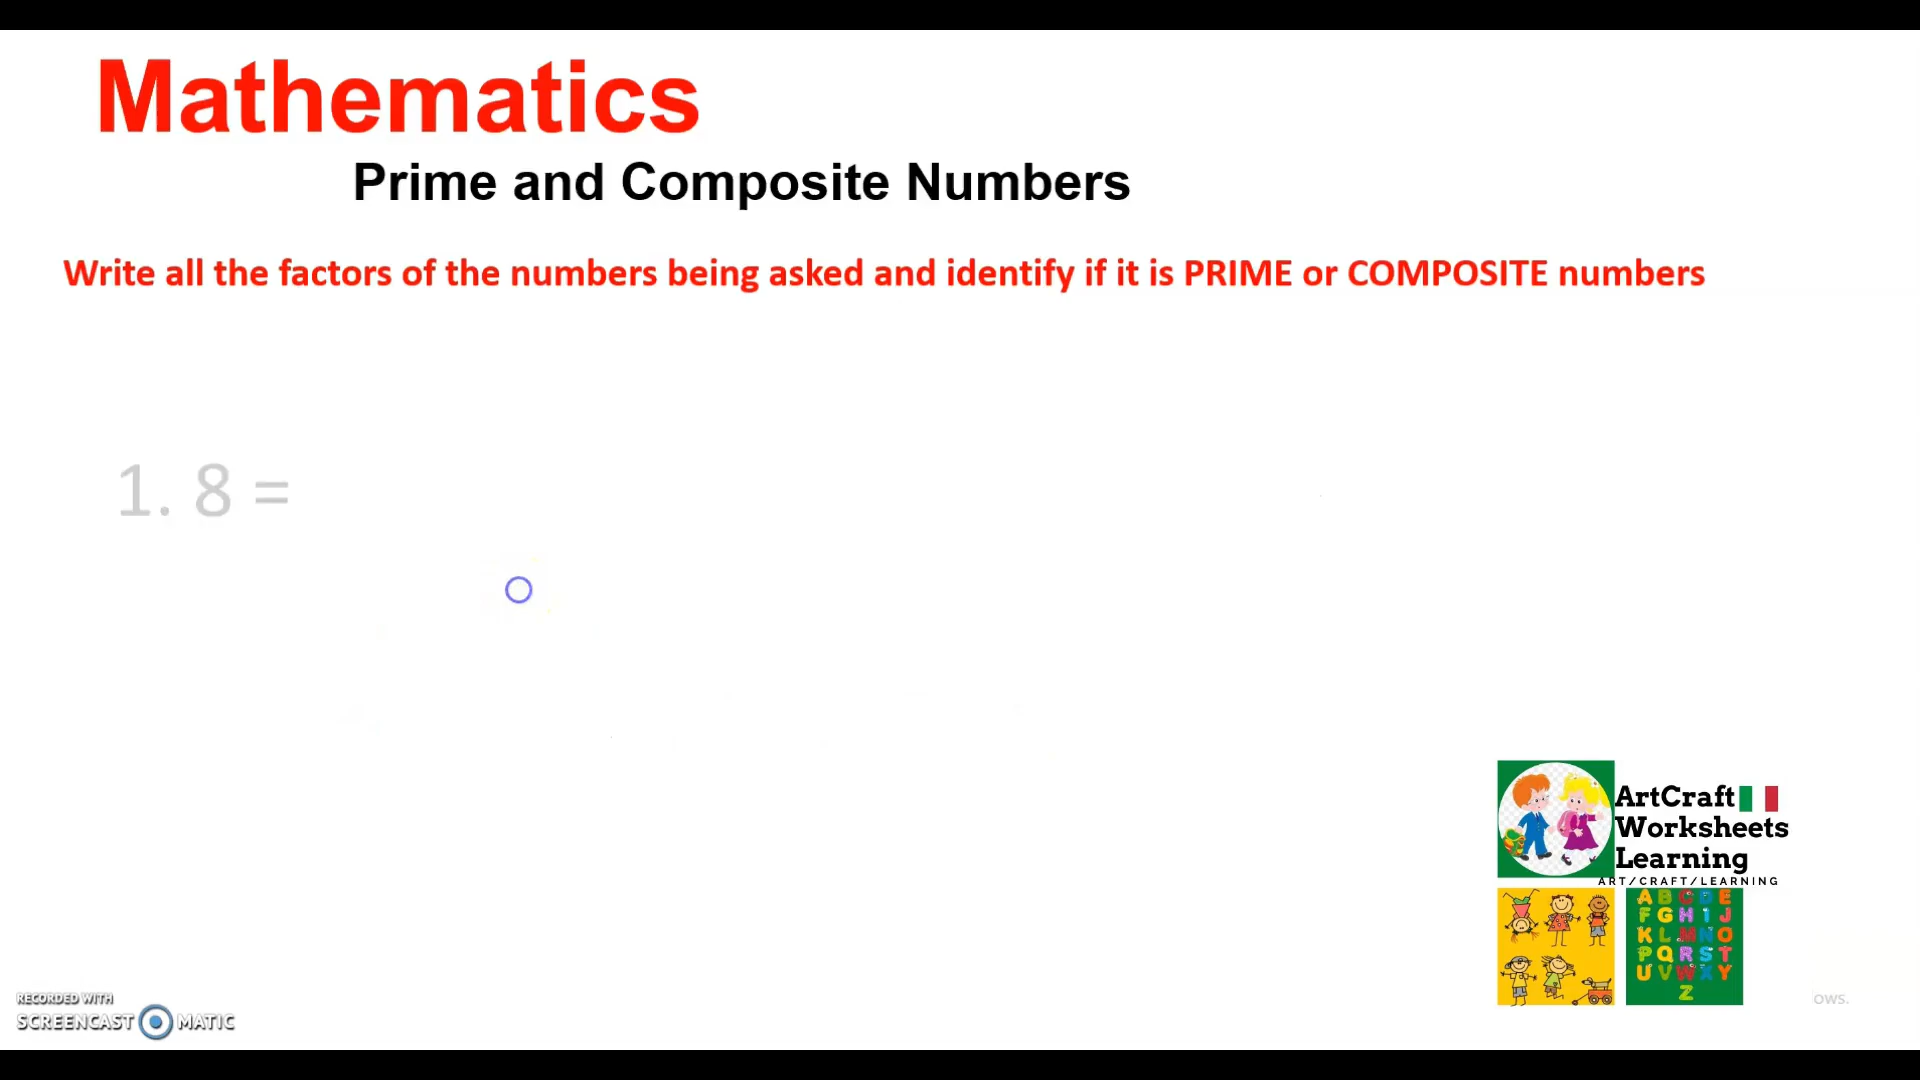 Mathematics
Prime and Composite Numbers
Write all the factors of the numbers being asked and identify if it is PRIME or COMPOSITE numbers
1. 8 =
ArtCraft
Worksheets
Learning
ART/CRAFT/LEARNING
A B C D E
F G H I J
K L M N O
P Q R S T
U V W X Y
Z
RECORDED WITH
SCREENCAST MATIC
ows.